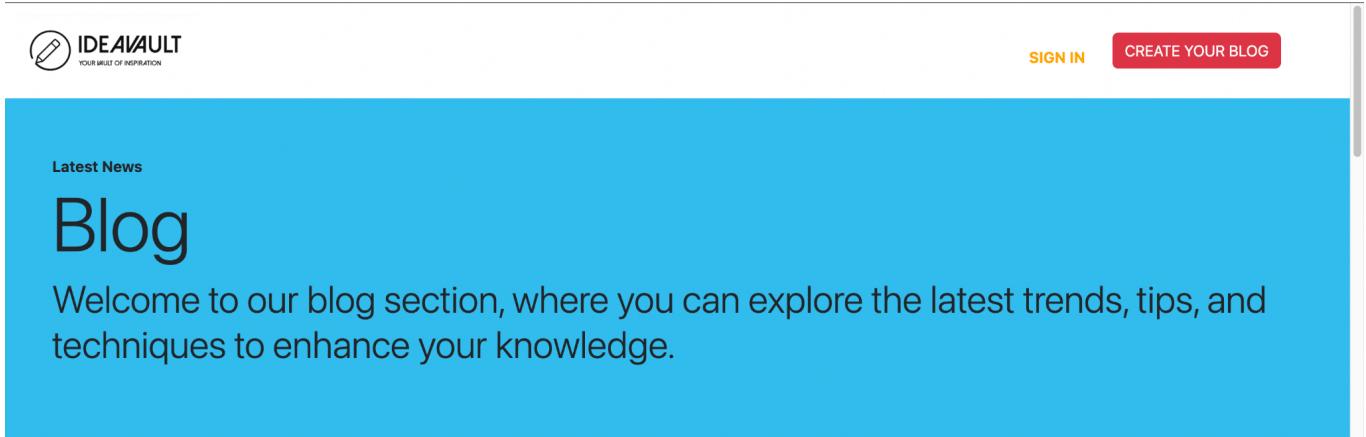 IDEAVAULT
YOUR VAULT OF INSPIRATION
SIGN IN
CREATE YOUR BLOG
Latest News
Blog
Welcome to our blog section, where you can explore the latest trends, tips, and
techniques to enhance your knowledge.